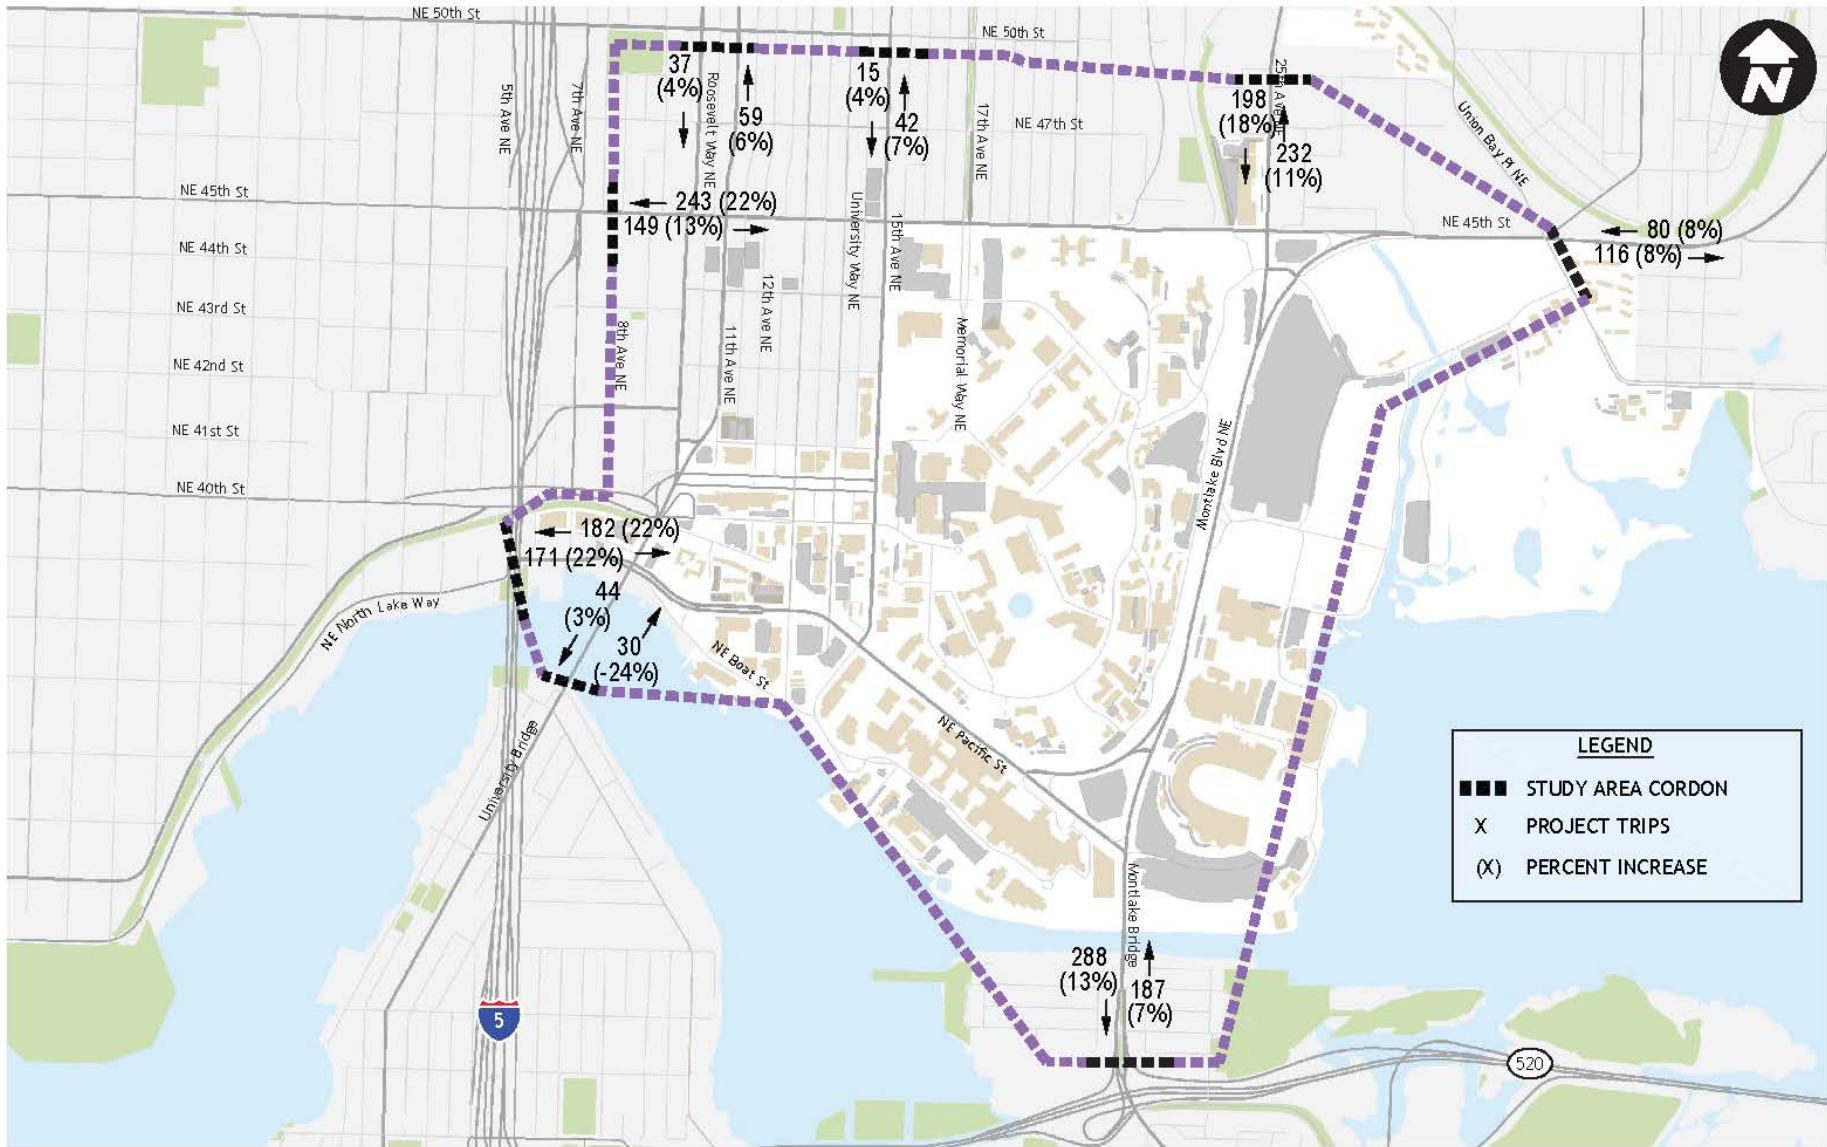 NE 50th St
NE 50th St
N
37
(4%)
59
(6%)
15
(4%)
42
(7%)
198
(18%)
232
(11%)
5th Ave NE
7th Ave NE
Roosevelt Way NE
17th Ave NE
NE 47th St
Union Bay Pl NE
NE 45th St
243 (22%)
149 (13%)
NE 45th St
80 (8%)
116 (8%)
University Way NE
15th Ave NE
NE 44th St
NE 43rd St
NE 42nd St
NE 41st St
NE 40th St
8th Ave NE
11th Ave NE
12th Ave NE
Memorial Way NE
Montlake Blvd NE
182 (22%)
171 (22%)
44
(3%)
30
(-24%)
NE North Lake Way
NE Boat St
NE Pacific St
University Bridge
Montlake Bridge
288
(13%)
187
(7%)
5
520
LEGEND
STUDY AREA CORDON
X PROJECT TRIPS
(X) PERCENT INCREASE